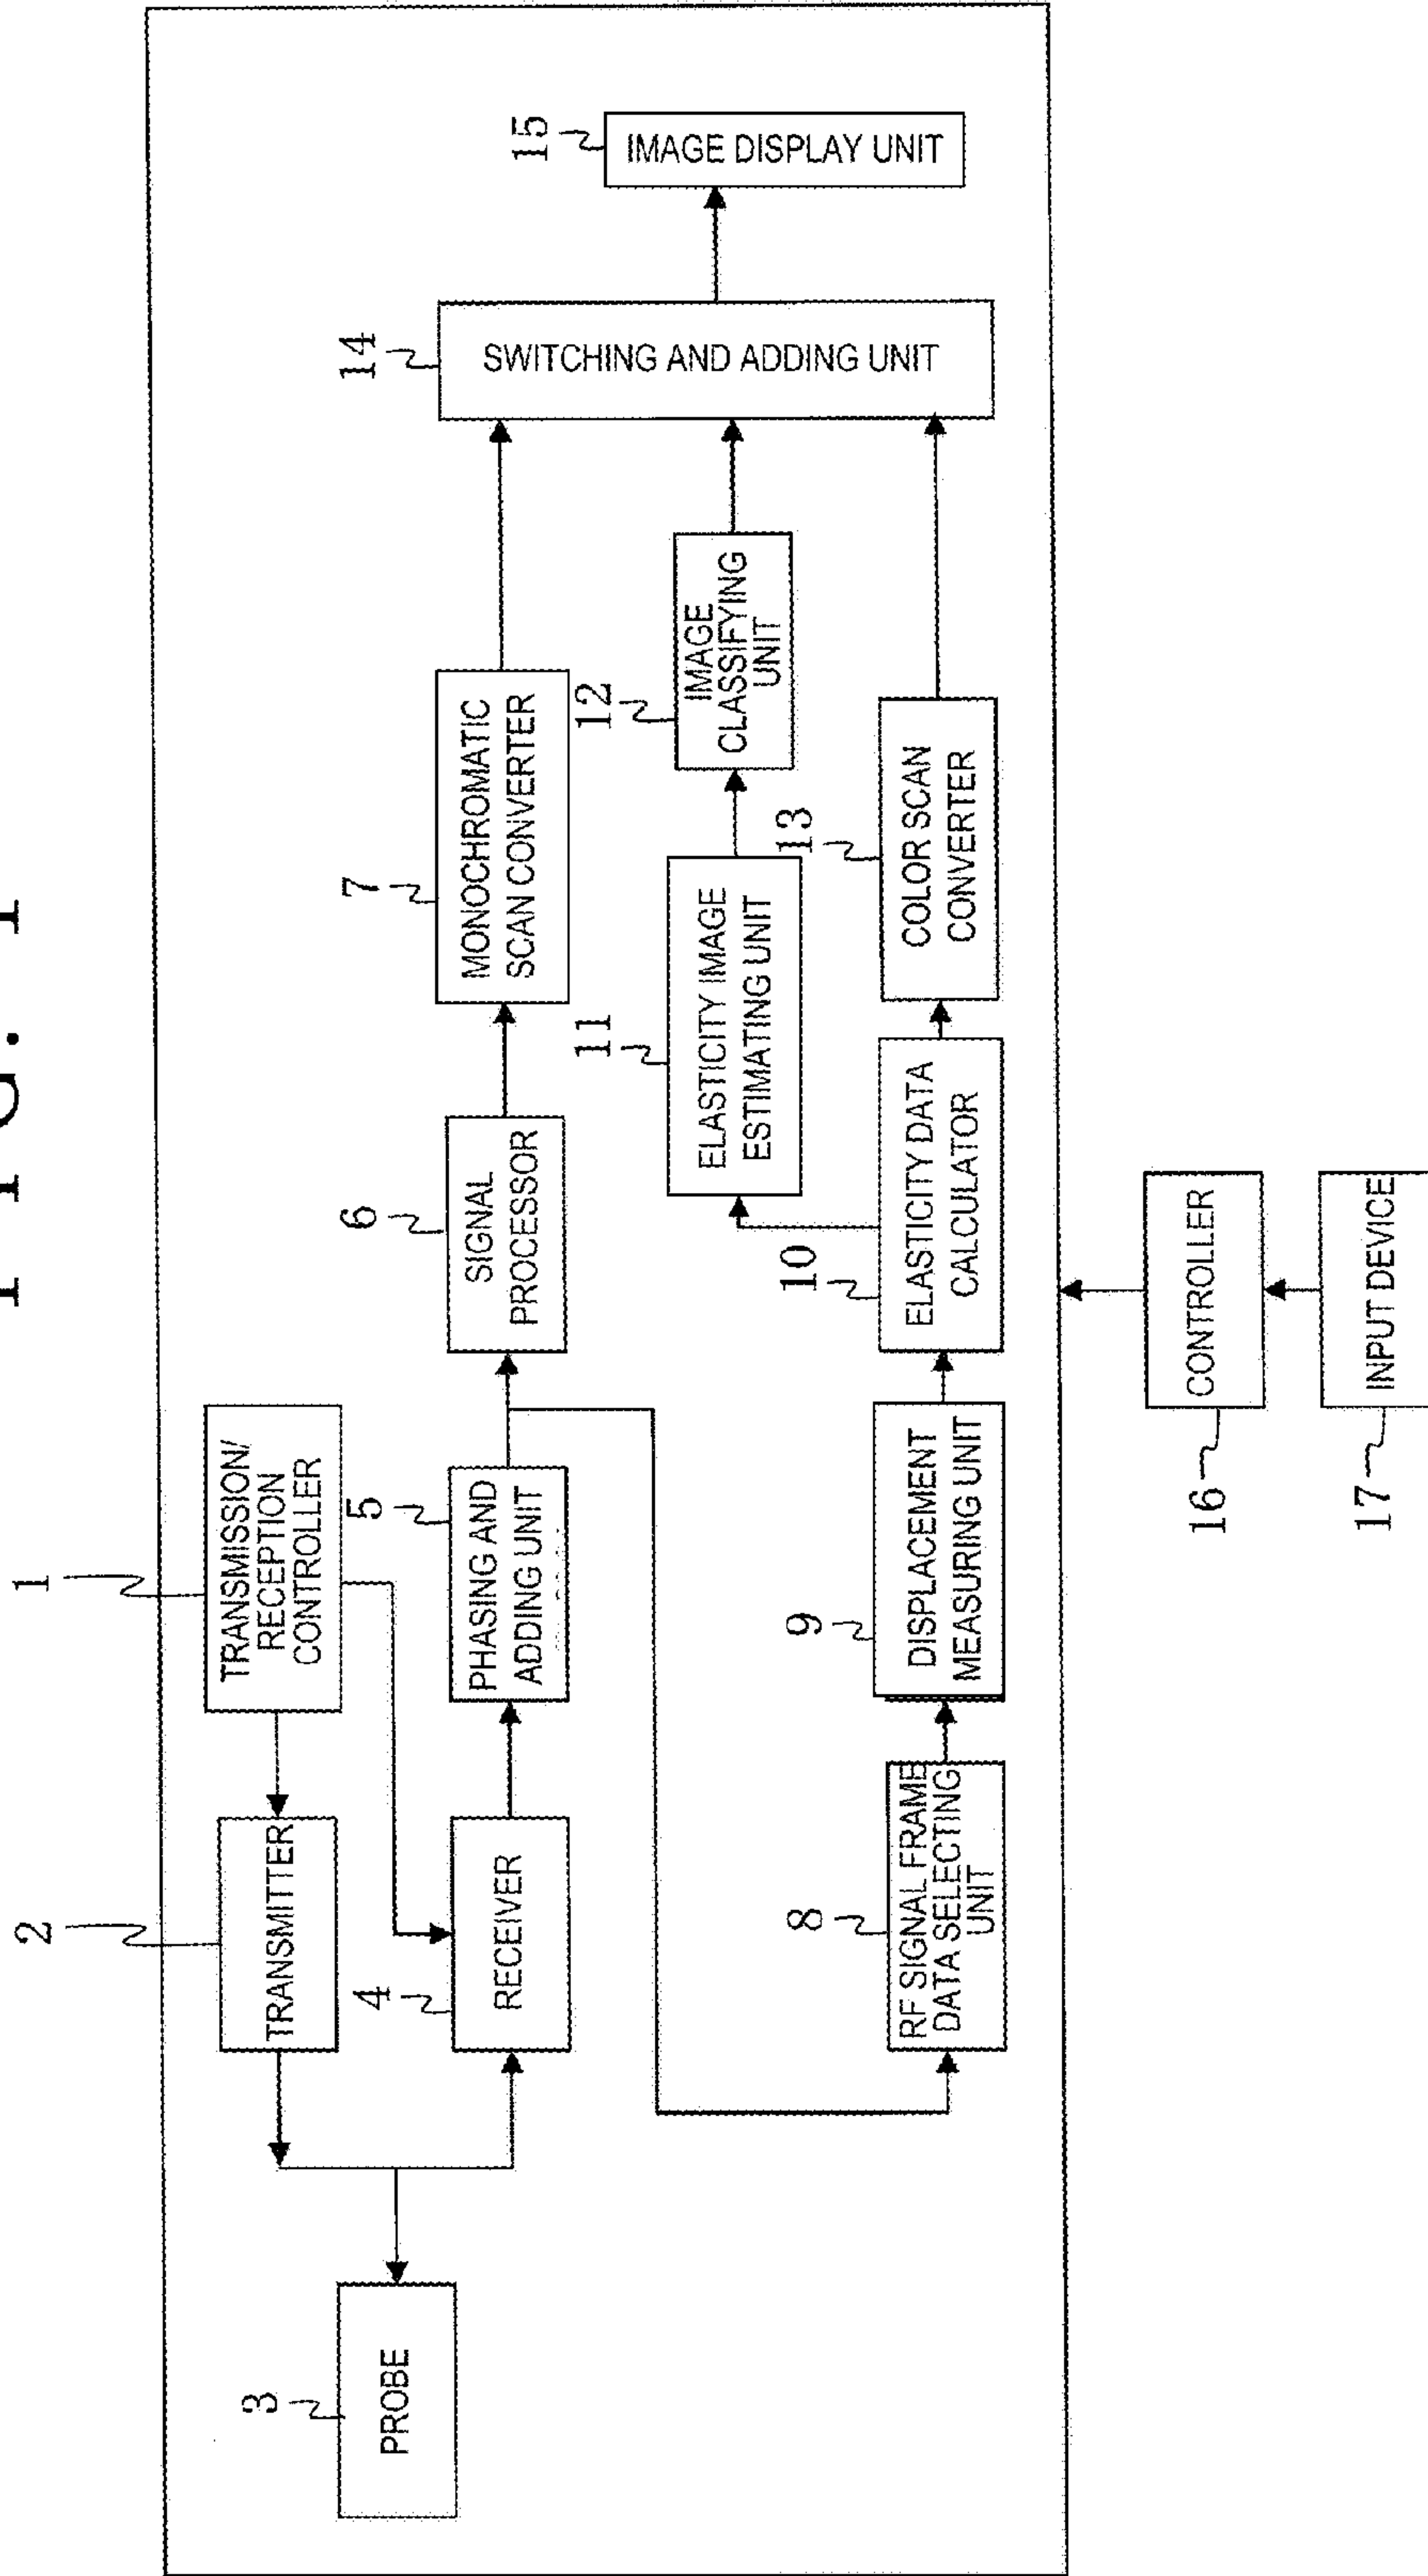 FIG. 1
1
TRANSMISSION/
RECEPTION
CONTROLLER
2
TRANSMITTER
3
PROBE
4
RECEIVER
5
PHASING AND
ADDING UNIT
6
SIGNAL
PROCESSOR
7
MONOCHROMATIC
SCAN CONVERTER
8
RF SIGNAL FRAME
DATA SELECTING
UNIT
9
DISPLACEMENT
MEASURING UNIT
10
ELASTICITY DATA
CALCULATOR
11
ELASTICITY IMAGE
ESTIMATING UNIT
12
IMAGE
CLASSIFYING
UNIT
13
COLOR SCAN
CONVERTER
14
SWITCHING AND ADDING UNIT
15
IMAGE DISPLAY UNIT
16
CONTROLLER
17
INPUT DEVICE